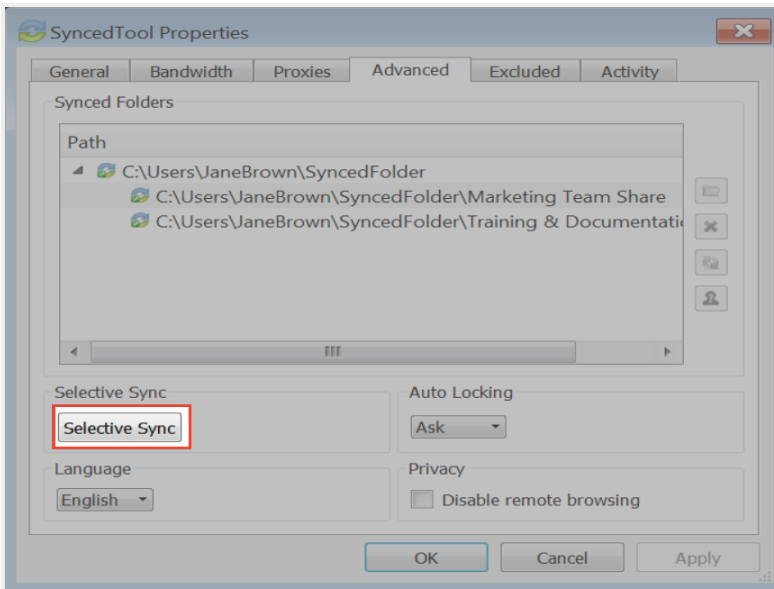 SyncedTool Properties
General Bandwidth Proxies Advanced Excluded Activity
Synced Folders
Path
C:\Users\JaneBrown\SyncedFolder
C:\Users\JaneBrown\SyncedFolder\Marketing Team Share
C:\Users\JaneBrown\SyncedFolder\Training & Documentati
Selective Sync Auto Locking
Selective Sync Ask
Language Privacy
English Disable remote browsing
OK Cancel Apply